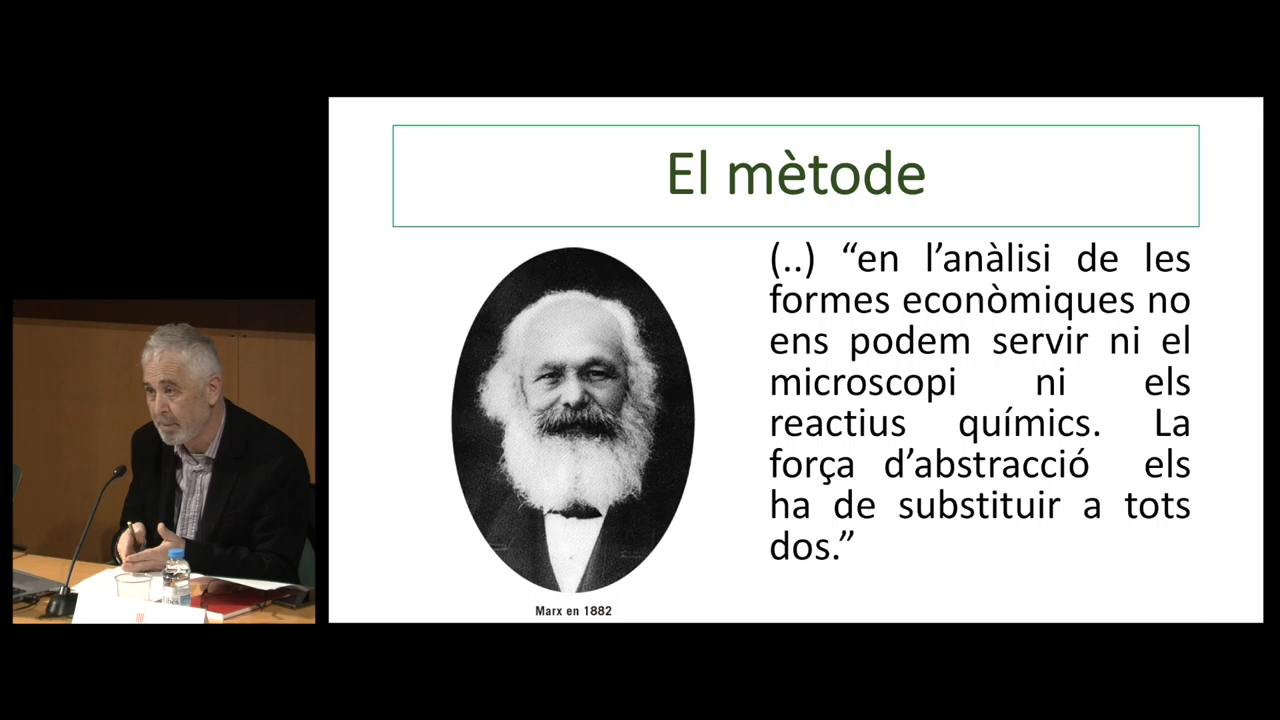 El mètode
(..) “en l’anàlisi de les
formes econòmiques no
ens podem servir ni el
microscopi ni els
reactius químics. La
força d’abstracció els
ha de substituir a tots
dos.”
Marx en 1882